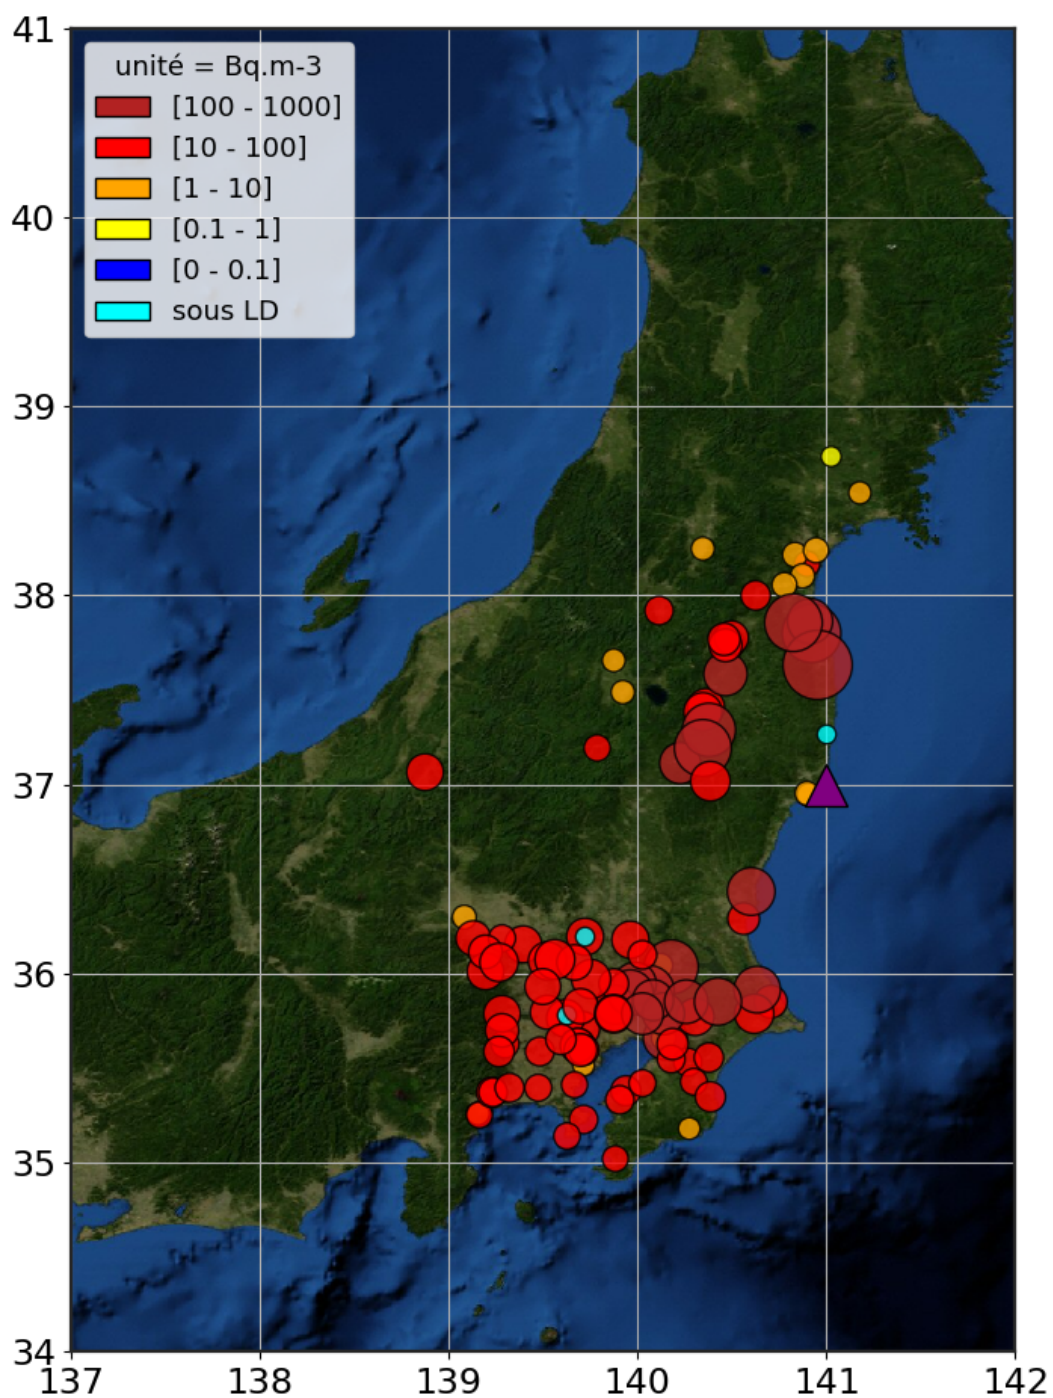 41
unité = Bq.m-3
[100 - 1000]
[10 - 100]
[1 - 10]
[0.1 - 1]
[0 - 0.1]
sous LD
40
39
38
37
36
35
34
137 138 139 140 141 142